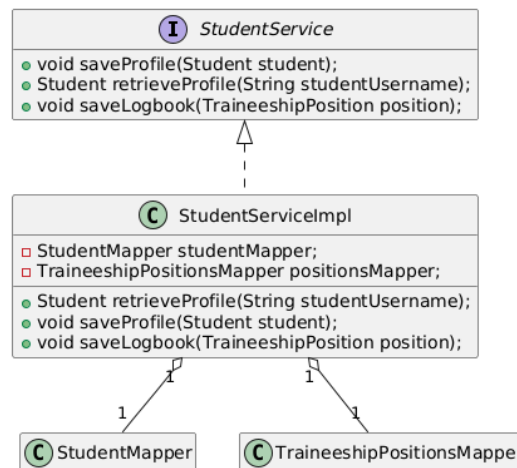 I StudentService
void saveProfile(Student student);
Student retrieveProfile(String studentUsername);
void saveLogbook(TraineeshipPosition position);
C StudentServiceImpl
StudentMapper studentMapper;
TraineeshipPositionsMapper positionsMapper;
Student retrieveProfile(String studentUsername);
void saveProfile(Student student);
void saveLogbook(TraineeshipPosition position);
1 1
1 1
C StudentMapper
C TraineeshipPositionsMappe